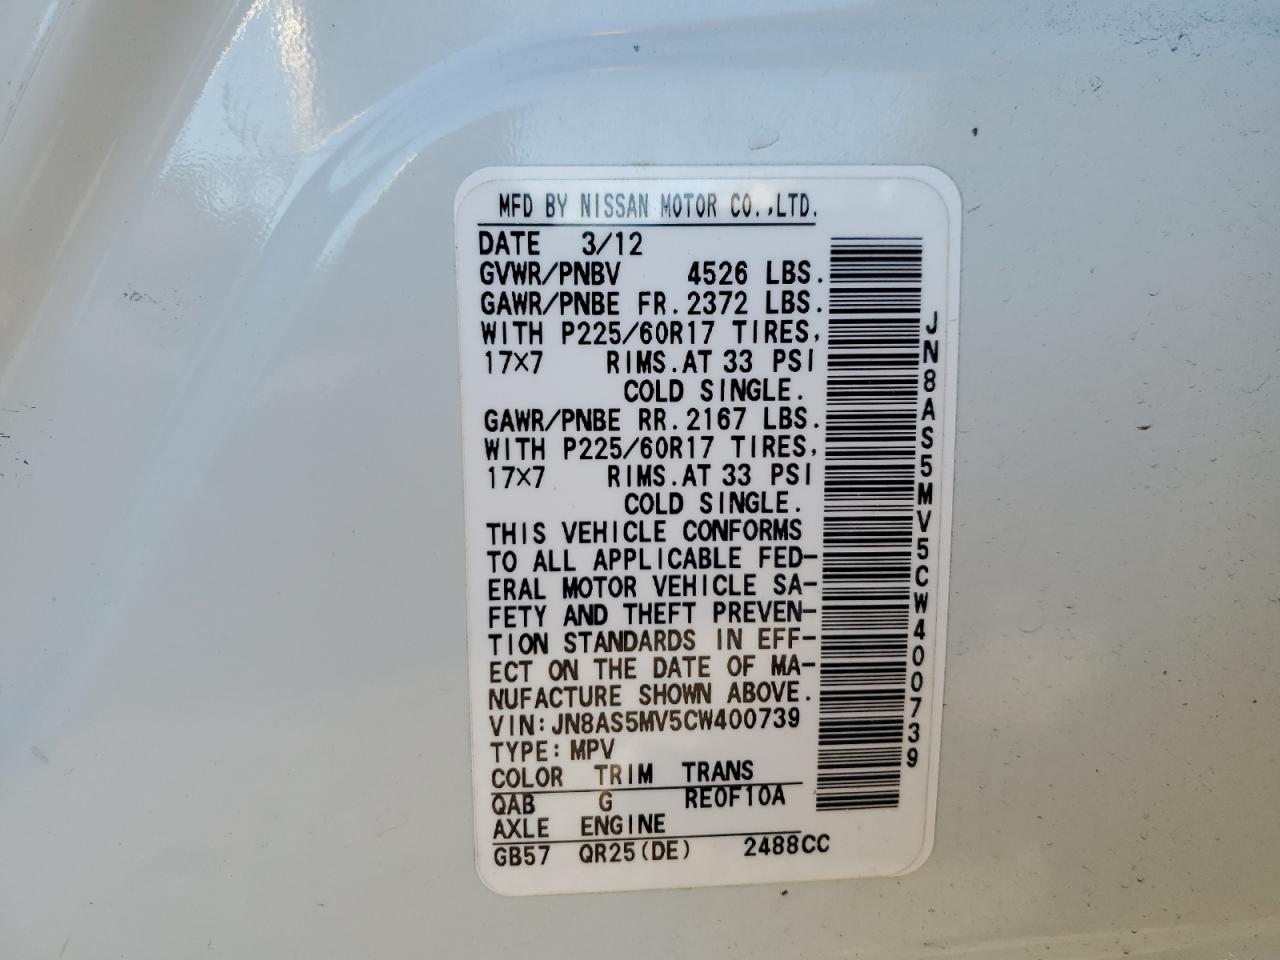 MFD BY NISSAN MOTOR CO.,LTD.
DATE 3/12
GVWR/PNBV 4526 LBS.
GAWR/PNBE FR.2372 LBS.
WITH P225/60R17 TIRES,
17X7 RIMS.AT 33 PSI
COLD SINGLE.
GAWR/PNBE RR.2167 LBS.
WITH P225/60R17 TIRES,
17X7 RIMS.AT 33 PSI
COLD SINGLE.
THIS VEHICLE CONFORMS
TO ALL APPLICABLE FED-
ERAL MOTOR VEHICLE SA-
FETY AND THEFT PREVEN-
TION STANDARDS IN EFF-
ECT ON THE DATE OF MA-
NUFACTURE SHOWN ABOVE.
VIN:JN8AS5MV5CW400739
TYPE:MPV
COLOR TRIM TRANS
QAB G RE0F10A
AXLE ENGINE
GB57 QR25(DE) 2488CC
JN8AS5MV5CW400739